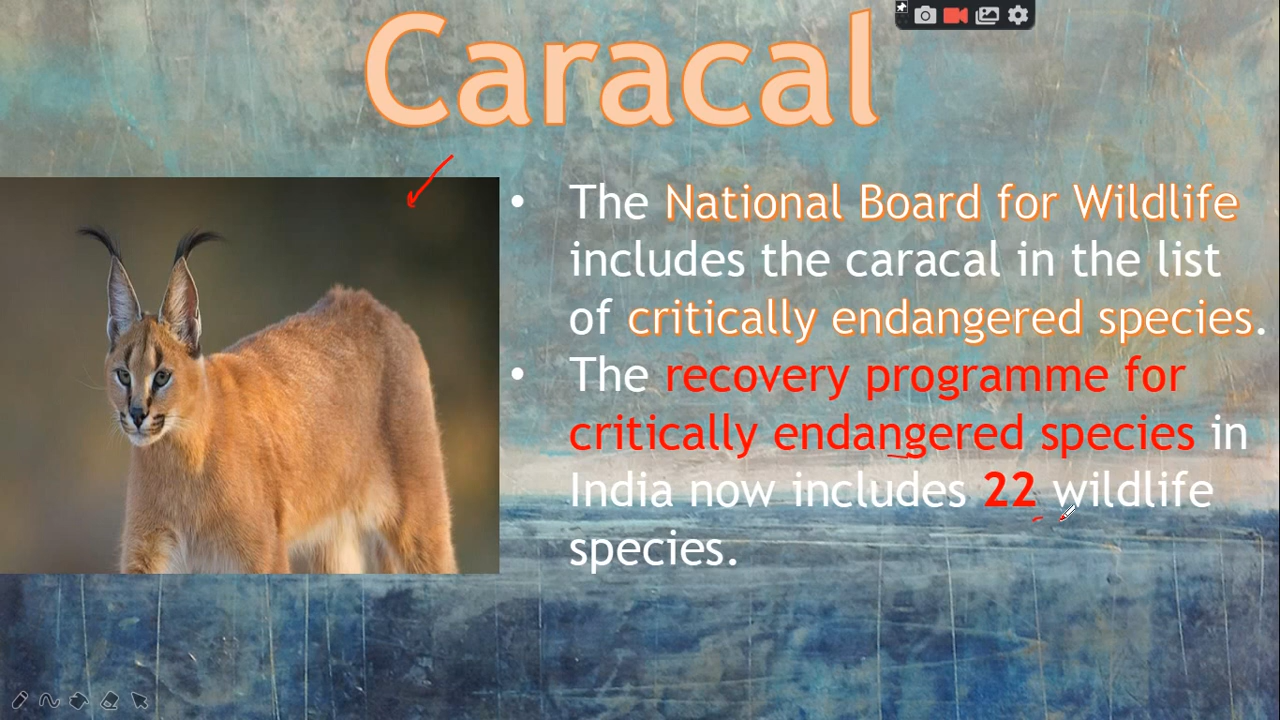 Caracal
• The National Board for Wildlife
includes the caracal in the list
of critically endangered species.
• The recovery programme for
critically endangered species in
India now includes 22 wildlife
species.